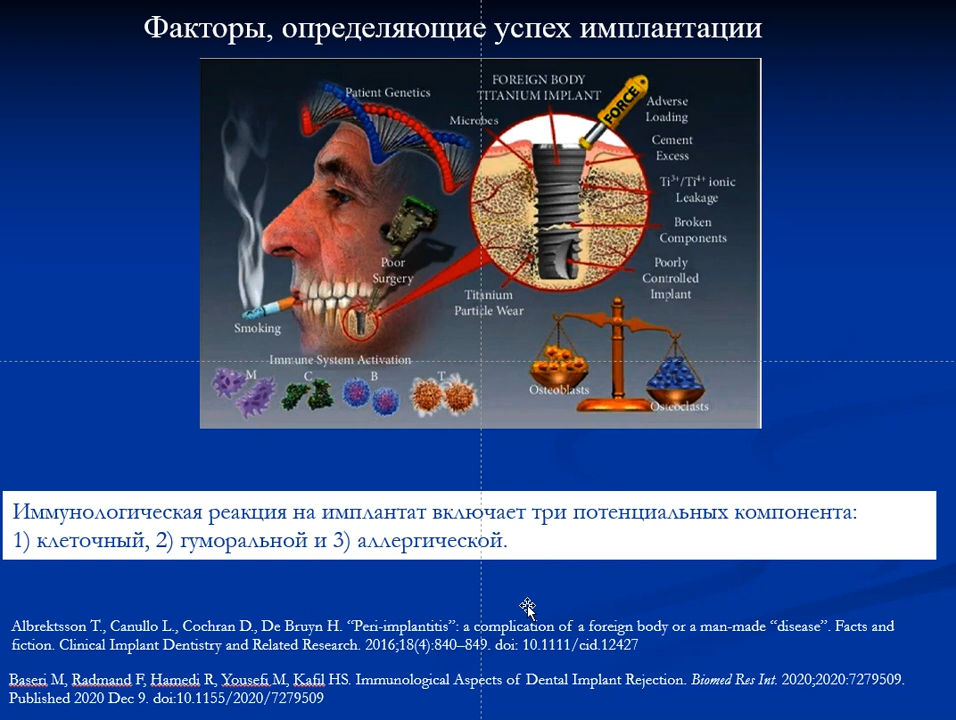 Факторы, определяющие успех имплантации
Patient Genetics
FOREIGN BODY
TITANIUM IMPLANT
FORCE
Microbes
Adverse
Loading
Cement
Excess
Ti³⁺/Ti⁴⁺ ionic
Leakage
Broken
Components
Poorly
Controlled
Implant
Poor
Surgery
Titanium
Particle Wear
Smoking
Immune System Activation
M C B T
Osteoblasts
Osteoclasts
Иммунологическая реакция на имплантат включает три потенциальных компонента:
1) клеточный, 2) гуморальной и 3) аллергической.
Albrektsson T., Canullo L., Cochran D., De Bruyn H. “Peri-implantitis”: a complication of a foreign body or a man-made “disease”. Facts and
fiction. Clinical Implant Dentistry and Related Research. 2016;18(4):840–849. doi: 10.1111/cid.12427
Baseri M, Radmand F, Hamedi R, Yousefi M, Kafil HS. Immunological Aspects of Dental Implant Rejection. Biomed Res Int. 2020;2020:7279509.
Published 2020 Dec 9. doi:10.1155/2020/7279509